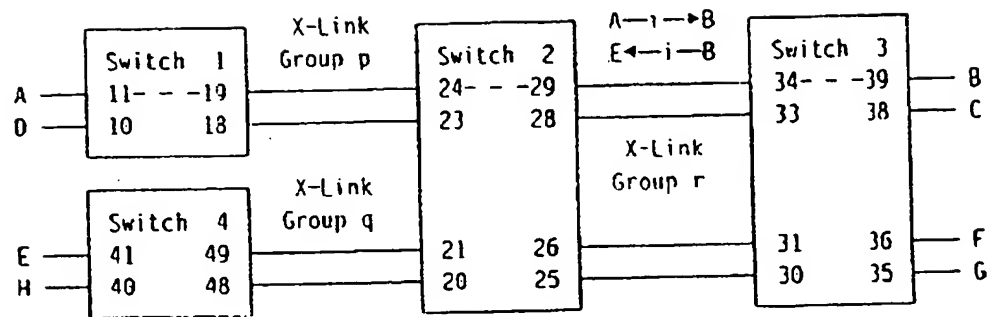 X-Link
Group p
A—i→B
E←i—B
Switch 1
11- - -19
10 18
A
D
Switch 2
24- - -29
23 28
21 26
20 25
Switch 3
34- - -39
33 38
31 36
30 35
B
C
F
G
X-Link
Group r
X-Link
Group q
Switch 4
41 49
40 48
E
H